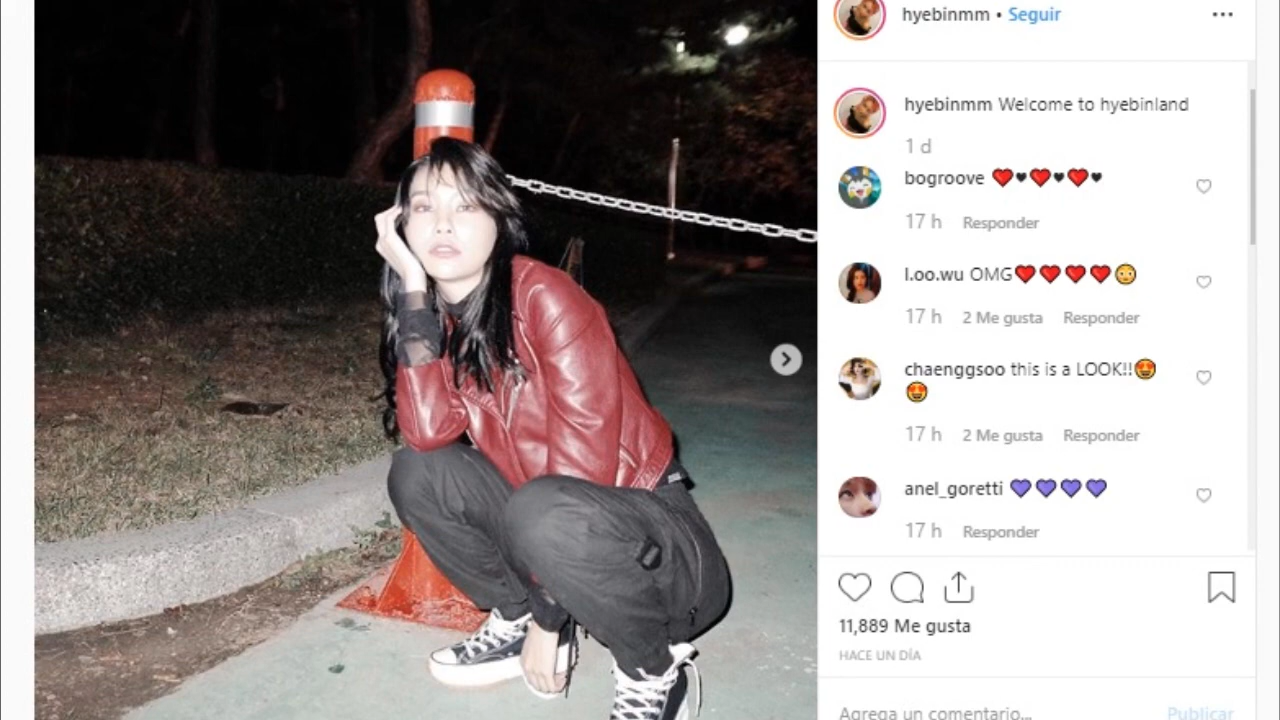 hyebinmm • Seguir
hyebinmm Welcome to hyebinland
1 d
bogroove ❤️🖤❤️🖤❤️🖤
17 h Responder
l.oo.wu OMG❤️❤️❤️❤️😳
17 h 2 Me gusta Responder
chaenggsoo this is a LOOK!!😍
😍
17 h 2 Me gusta Responder
anel_goretti 💜💜💜💜
17 h Responder
11,889 Me gusta
HACE UN DÍA
Agrega un comentario... Publicar